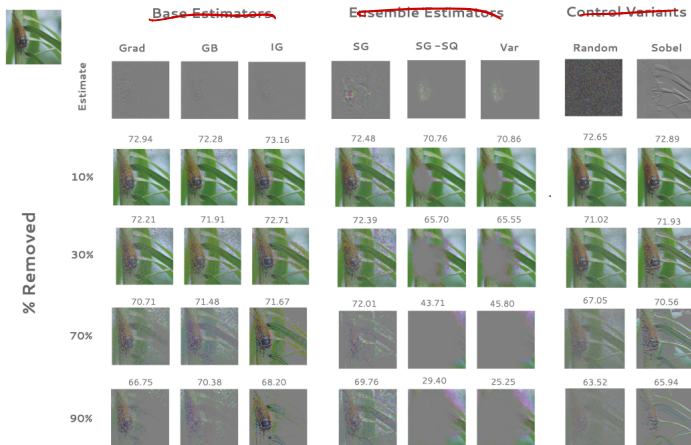 Base Estimators Ensemble Estimators Control Variants
Grad GB IG SG SG-SQ Var Random Sobel
Estimate
72.94 72.28 73.16 72.48 70.76 70.86 72.65 72.89
10%
72.21 71.91 72.71 72.39 65.70 65.55 71.02 71.93
30%
% Removed
70.71 71.48 71.67 72.01 43.71 45.80 67.05 70.56
70%
66.75 70.38 68.20 69.76 29.40 25.25 63.52 65.94
90%